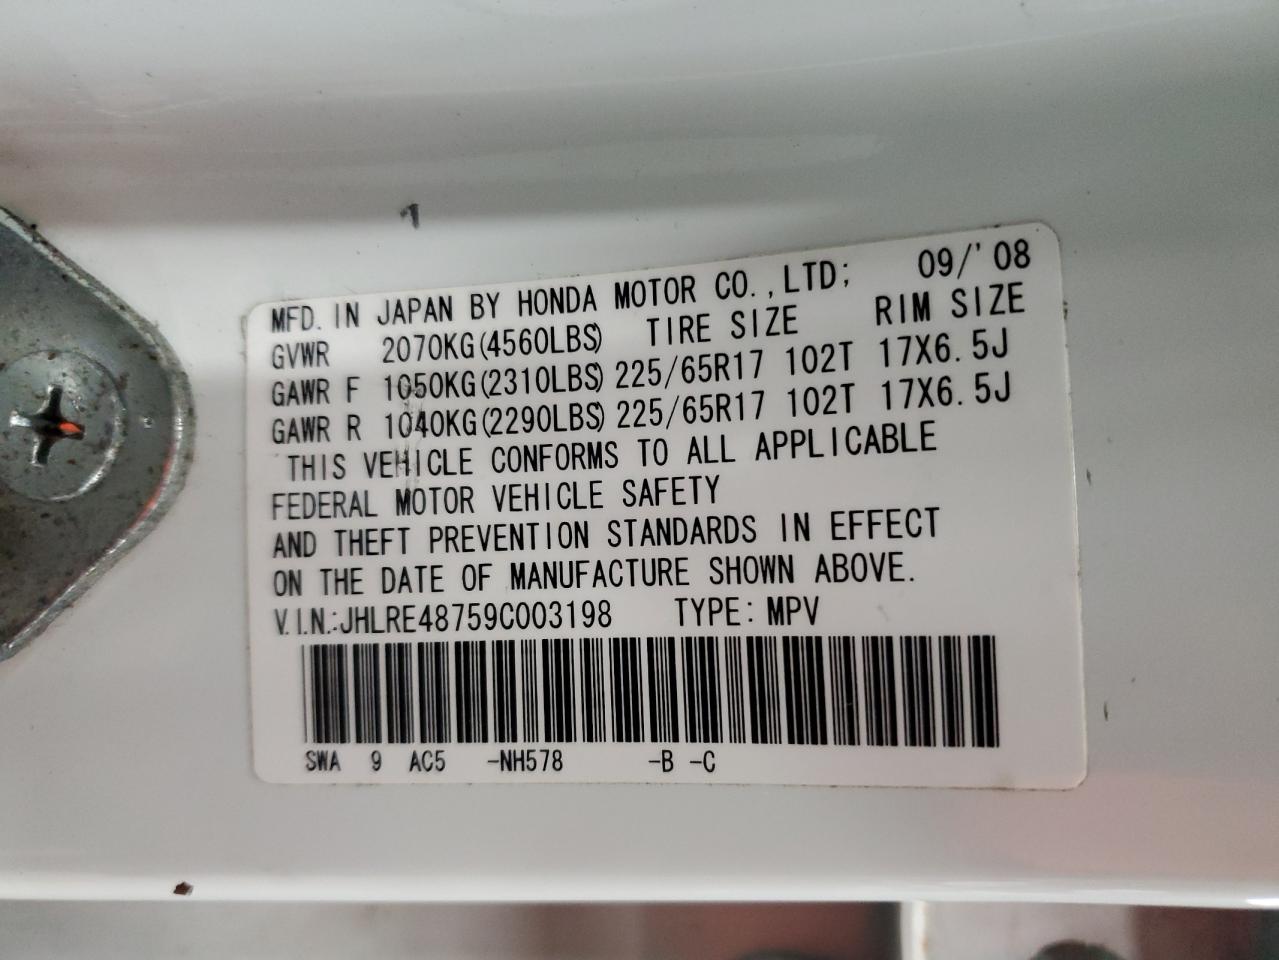 MFD. IN JAPAN BY HONDA MOTOR CO.,LTD; 09/'08
GVWR 2070KG(4560LBS) TIRE SIZE RIM SIZE
GAWR F 1050KG(2310LBS) 225/65R17 102T 17X6.5J
GAWR R 1040KG(2290LBS) 225/65R17 102T 17X6.5J
THIS VEHICLE CONFORMS TO ALL APPLICABLE
FEDERAL MOTOR VEHICLE SAFETY
AND THEFT PREVENTION STANDARDS IN EFFECT
ON THE DATE OF MANUFACTURE SHOWN ABOVE.
V.I.N.:JHLRE48759C003198 TYPE: MPV
SWA 9 AC5 -NH578 -B -C